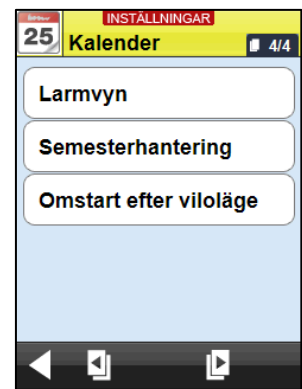 INSTÄLLNINGAR
25 Kalender 4/4
Larmvyn
Semesterhantering
Omstart efter viloläge